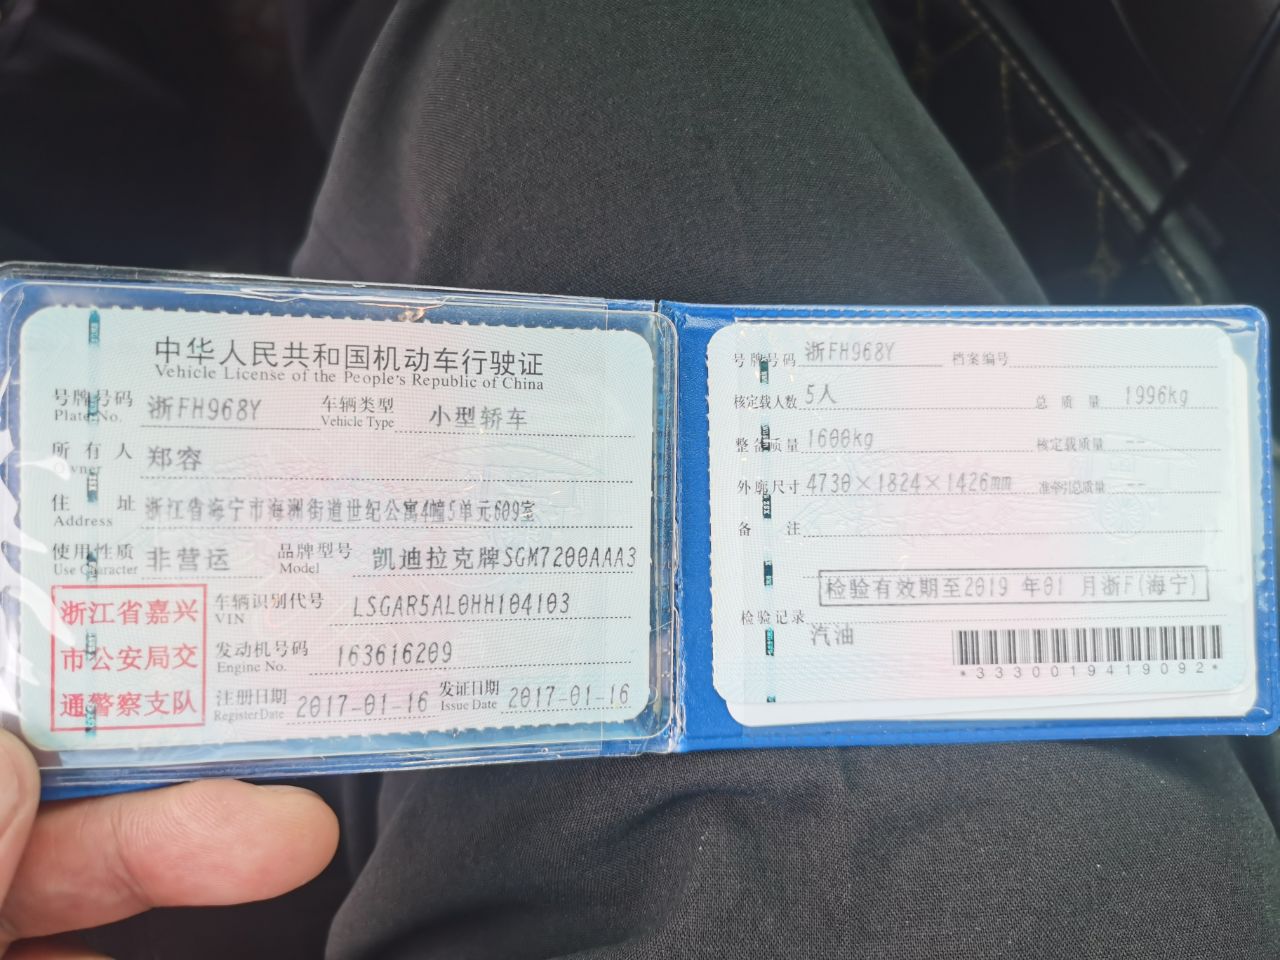 中华人民共和国机动车行驶证
Vehicle License of the People's Republic of China
号牌号码 浙FH968Y 车辆类型 小型轿车
Plate No. Vehicle Type
所有人 郑容
Owner
住址 浙江省海宁市海洲街道世纪公寓4幢5单元609室
Address
使用性质 非营运 品牌型号 凯迪拉克牌SGM7200AAA3
Use Character Model
浙江省嘉兴
市公安局交
通警察支队
车辆识别代号 LSGAR5AL0HH104103
VIN
发动机号码 163616209
Engine No.
注册日期 2017-01-16 发证日期 2017-01-16
Register Date Issue Date
号牌号码 浙FH968Y 档案编号
核定载人数 5人 总质量 1996kg
整备质量 1600kg 核定载质量 --
外廓尺寸 4730×1824×1426mm 准牵引总质量 --
备注
检验有效期至2019年01月浙F(海宁)
检验记录
汽油
*3330019419092*